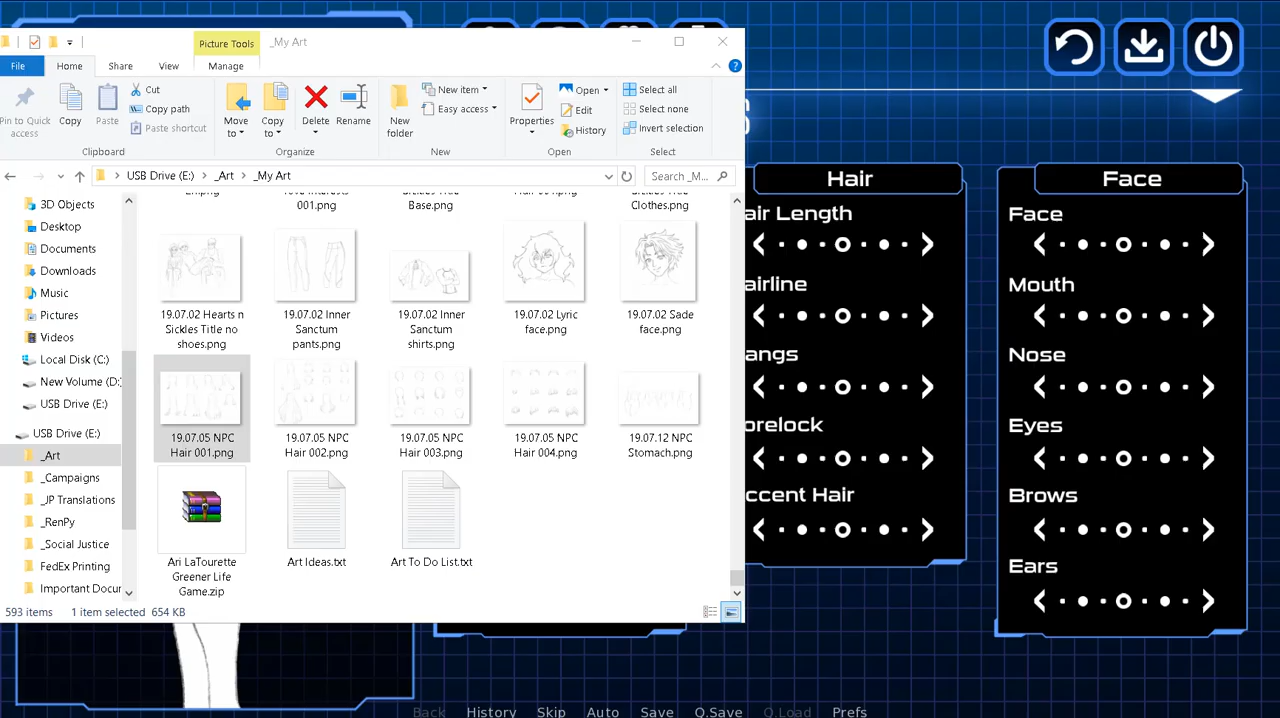 Picture Tools
_My Art
File
Home
Share
View
Manage
Pin to Quick
access
Copy
Paste
Cut
Copy path
Paste shortcut
Clipboard
Move
to
Copy
to
Delete
Rename
Organize
New
folder
New item
Easy access
New
Properties
Open
Edit
History
Open
Select all
Select none
Invert selection
Select
USB Drive (E:)
_Art
_My Art
Search _M...
3D Objects
Desktop
Documents
Downloads
Music
Pictures
Videos
Local Disk (C:)
New Volume (D:
USB Drive (E:)
USB Drive (E:)
_Art
_Campaigns
_JP Translations
_RenPy
_Social Justice
FedEx Printing
Important Docur
001.png
Base.png
Clothes.png
19.07.02 Hearts n
Sickles Title no
shoes.png
19.07.02 Inner
Sanctum
pants.png
19.07.02 Inner
Sanctum
shirts.png
19.07.02 Lyric
face.png
19.07.02 Sade
face.png
19.07.05 NPC
Hair 001.png
19.07.05 NPC
Hair 002.png
19.07.05 NPC
Hair 003.png
19.07.05 NPC
Hair 004.png
19.07.12 NPC
Stomach.png
Ari LaTourette
Greener Life
Game.zip
Art Ideas.txt
Art To Do List.txt
593 items
1 item selected
654 KB
Hair
air Length
airline
angs
orelock
ccent Hair
Face
Face
Mouth
Nose
Eyes
Brows
Ears
Back
History
Skip
Auto
Save
Q.Save
Q.Load
Prefs